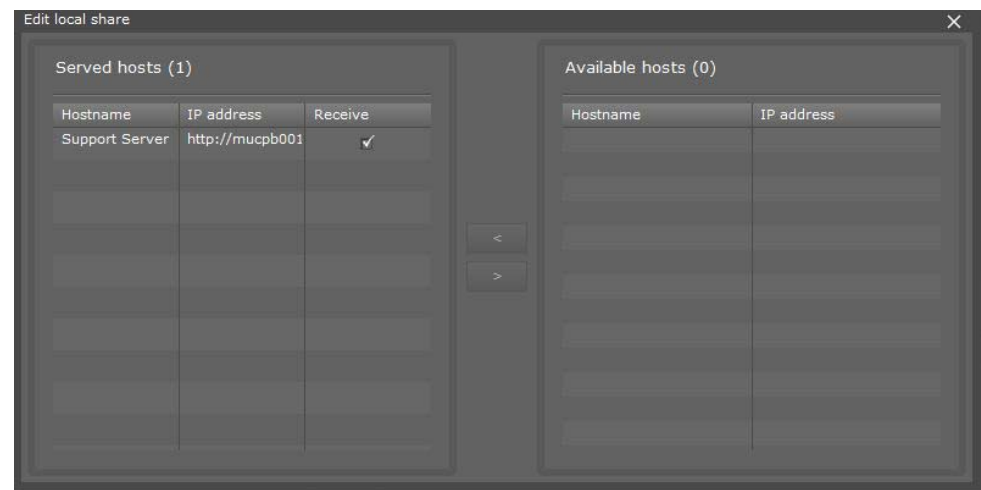 Edit local share
Served hosts (1)
Hostname IP address Receive
Support Server http://mucpb001
<
>
Available hosts (0)
Hostname IP address